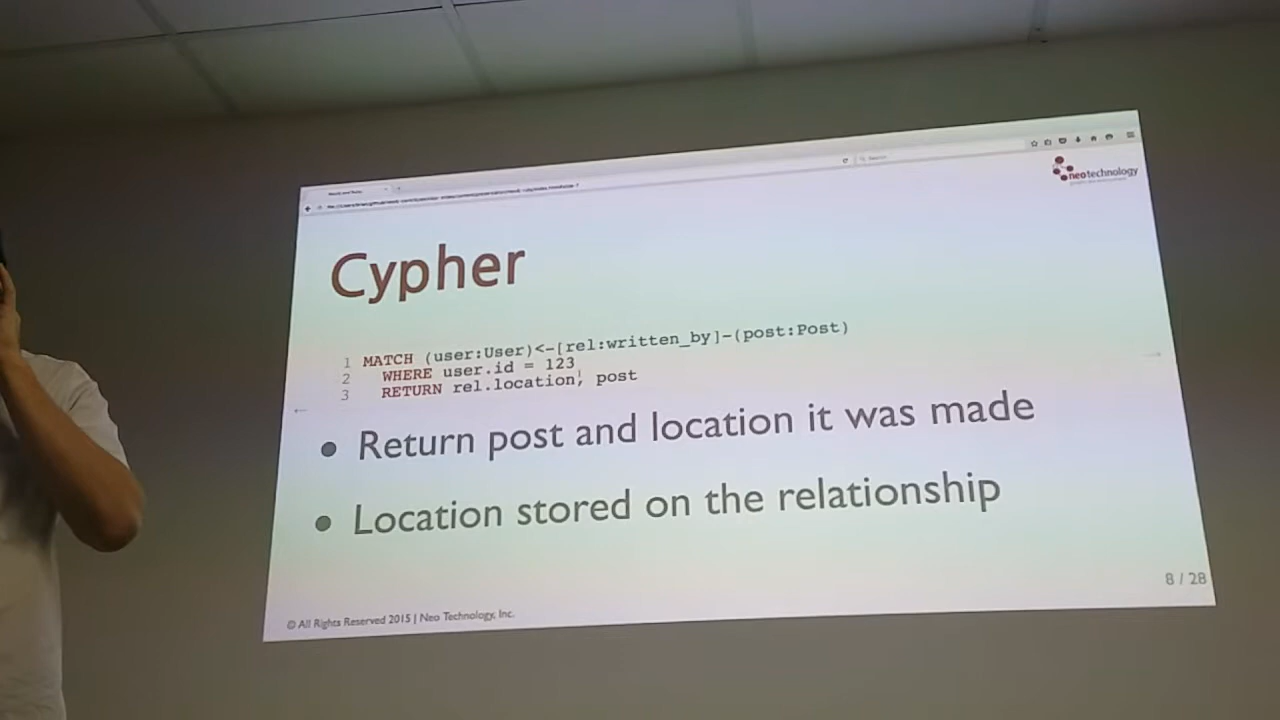 Search
neotechnology
Cypher
1 MATCH (user:User)<-[rel:written_by]-(post:Post)
2 WHERE user.id = 123
3 RETURN rel.location, post
• Return post and location it was made
• Location stored on the relationship
8 / 28
© All Rights Reserved 2015 | Neo Technology, Inc.